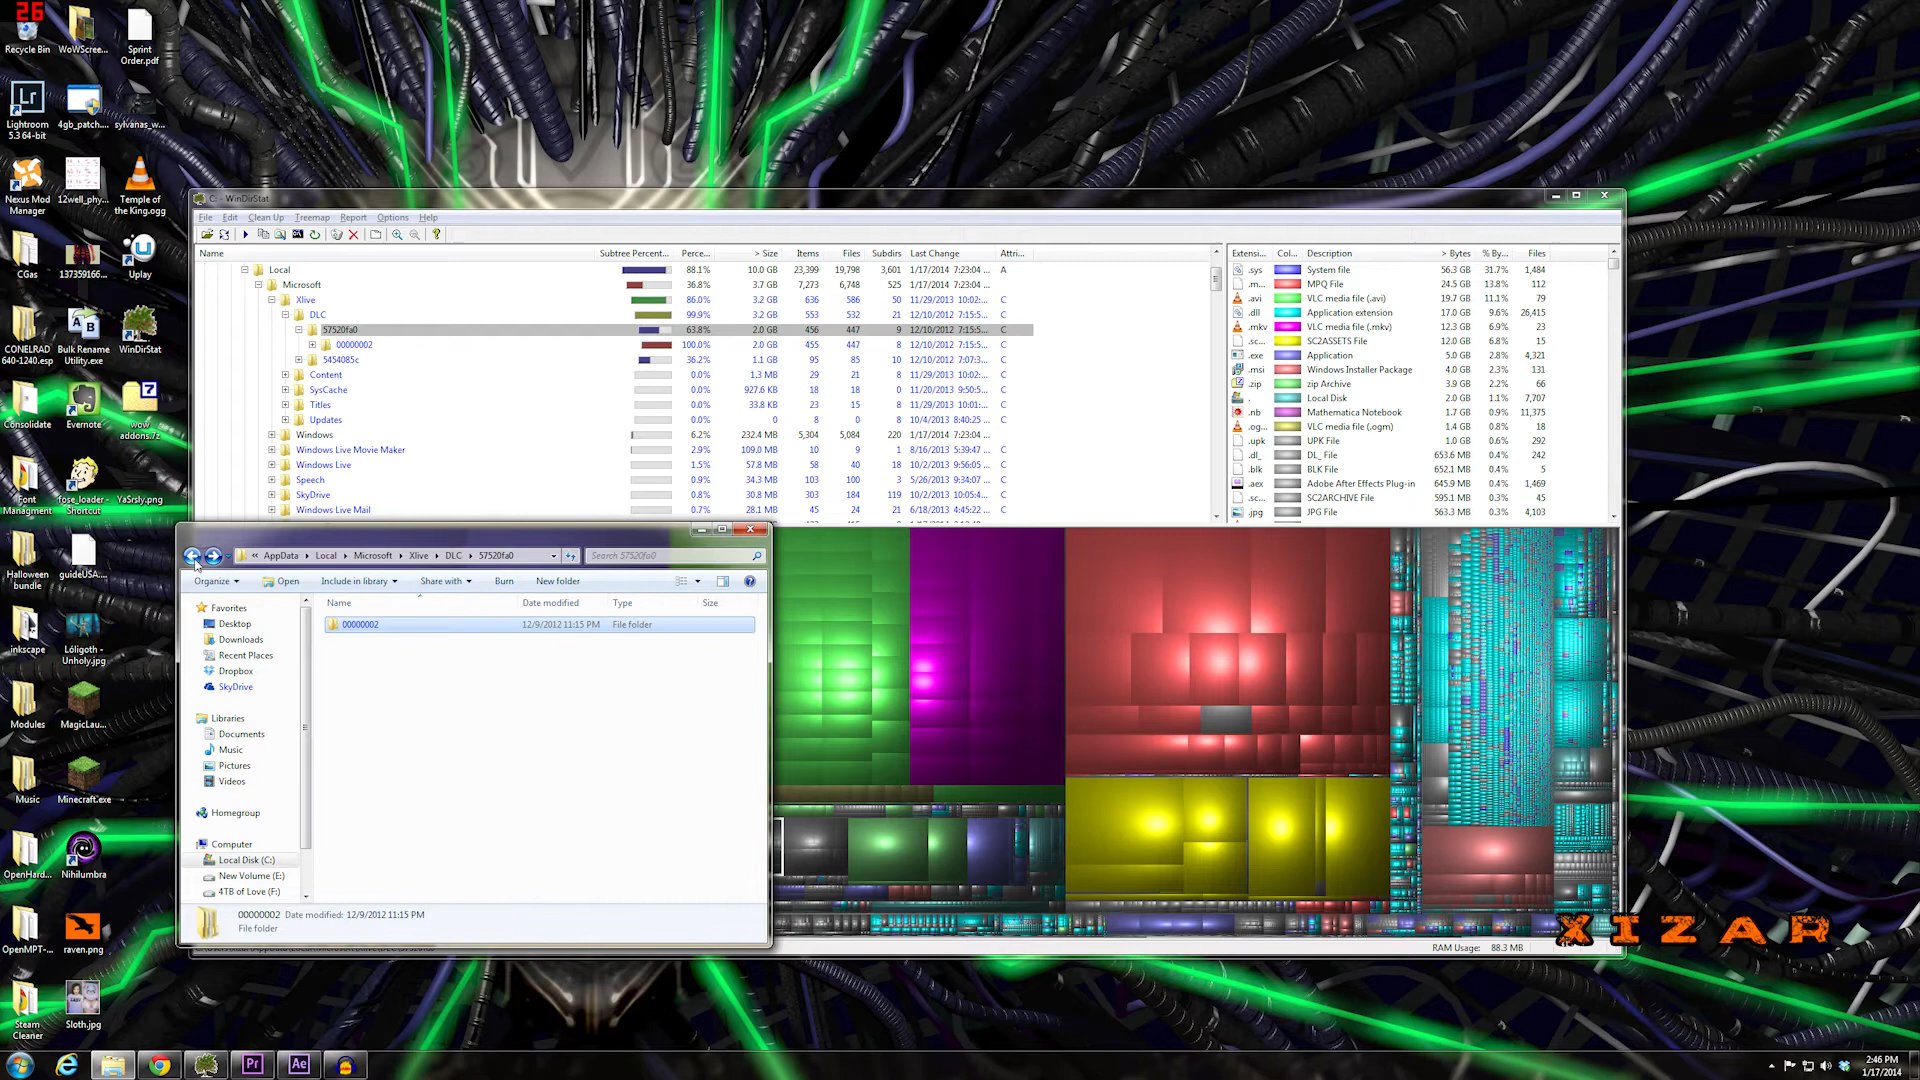 26
Recycle Bin
WoWScree...
Sprint
Order.pdf
Lightroom
5.3 64-bit
4gb_patch....
sylvanas_w...
Nexus Mod
Manager
12well_phy...
Temple of
the King.ogg
CGas
137359166...
Uplay
CONELRAD
640-1240.esp
Bulk Rename
Utility.exe
WinDirStat
Consolidate
Evernote
wow
addons.7z
Font
Managment
fose_loader -
Shortcut
YaSrsly.png
Halloween
bundle
guideUSA....
inkscape
Lóligoth -
Unholy.jpg
Modules
MagicLau...
Music
Minecraft.exe
OpenHard...
Nihilumbra
OpenMPT-...
raven.png
Steam
Cleaner
Sloth.jpg
C: - WinDirStat
File Edit Clean Up Treemap Report Options Help
Name Subtree Percent... Perce... > Size Items Files Subdirs Last Change Attri...
Local 88.1% 10.0 GB 23,399 19,798 3,601 1/17/2014 7:23:04 ... A
Microsoft 36.8% 3.7 GB 7,273 6,748 525 1/17/2014 7:23:04 ...
Xlive 86.0% 3.2 GB 636 586 50 11/29/2013 10:02:... C
DLC 99.9% 3.2 GB 553 532 21 12/10/2012 7:15:5... C
57520fa0 63.8% 2.0 GB 456 447 9 12/10/2012 7:15:5... C
00000002 100.0% 2.0 GB 455 447 8 12/10/2012 7:15:5... C
5454085c 36.2% 1.1 GB 95 85 10 12/10/2012 7:07:3... C
Content 0.0% 1.3 MB 29 21 8 11/29/2013 10:02:... C
SysCache 0.0% 927.6 KB 18 18 0 11/20/2013 9:50:5... C
Titles 0.0% 33.8 KB 23 15 8 11/29/2013 10:01:... C
Updates 0.0% 0 8 0 8 10/4/2013 8:40:25 ... C
Windows 6.2% 232.4 MB 5,304 5,084 220 1/17/2014 7:23:04 ...
Windows Live Movie Maker 2.9% 109.0 MB 10 9 1 8/16/2013 5:39:47 ... C
Windows Live 1.5% 57.8 MB 58 40 18 10/2/2013 9:56:05 ... C
Speech 0.9% 34.3 MB 103 100 3 5/26/2013 9:34:07 ... C
SkyDrive 0.8% 30.8 MB 303 184 119 10/2/2013 10:05:4... C
Windows Live Mail 0.7% 28.1 MB 45 24 21 6/18/2013 4:45:22 ... C
Extensi... Col... Description > Bytes % By... Files
.sys System file 56.3 GB 31.7% 1,484
.m... MPQ File 24.5 GB 13.8% 112
.avi VLC media file (.avi) 19.7 GB 11.1% 79
.dll Application extension 17.0 GB 9.6% 26,415
.mkv VLC media file (.mkv) 12.3 GB 6.9% 23
.sc... SC2ASSETS File 12.0 GB 6.8% 15
.exe Application 5.0 GB 2.8% 4,321
.msi Windows Installer Package 4.0 GB 2.3% 131
.zip zip Archive 3.9 GB 2.2% 66
. Local Disk 2.0 GB 1.1% 7,707
.nb Mathematica Notebook 1.7 GB 0.9% 11,375
.og... VLC media file (.ogm) 1.4 GB 0.8% 18
.upk UPK File 1.0 GB 0.6% 292
.dl_ DL_ File 653.6 MB 0.4% 242
.blk BLK File 652.1 MB 0.4% 5
.aex Adobe After Effects Plug-in 645.9 MB 0.4% 1,469
.sc... SC2ARCHIVE File 595.1 MB 0.3% 45
.jpg JPG File 563.3 MB 0.3% 4,103
« AppData Local Microsoft Xlive DLC 57520fa0
Search 57520fa0
Organize Open Include in library Share with Burn New folder
Name Date modified Type Size
00000002 12/9/2012 11:15 PM File folder
Favorites
Desktop
Downloads
Recent Places
Dropbox
SkyDrive
Libraries
Documents
Music
Pictures
Videos
Homegroup
Computer
Local Disk (C:)
New Volume (E:)
4TB of Love (F:)
00000002 Date modified: 12/9/2012 11:15 PM
File folder
RAM Usage: 88.3 MB
XIZAR
Pr
Ae
2:46 PM
1/17/2014